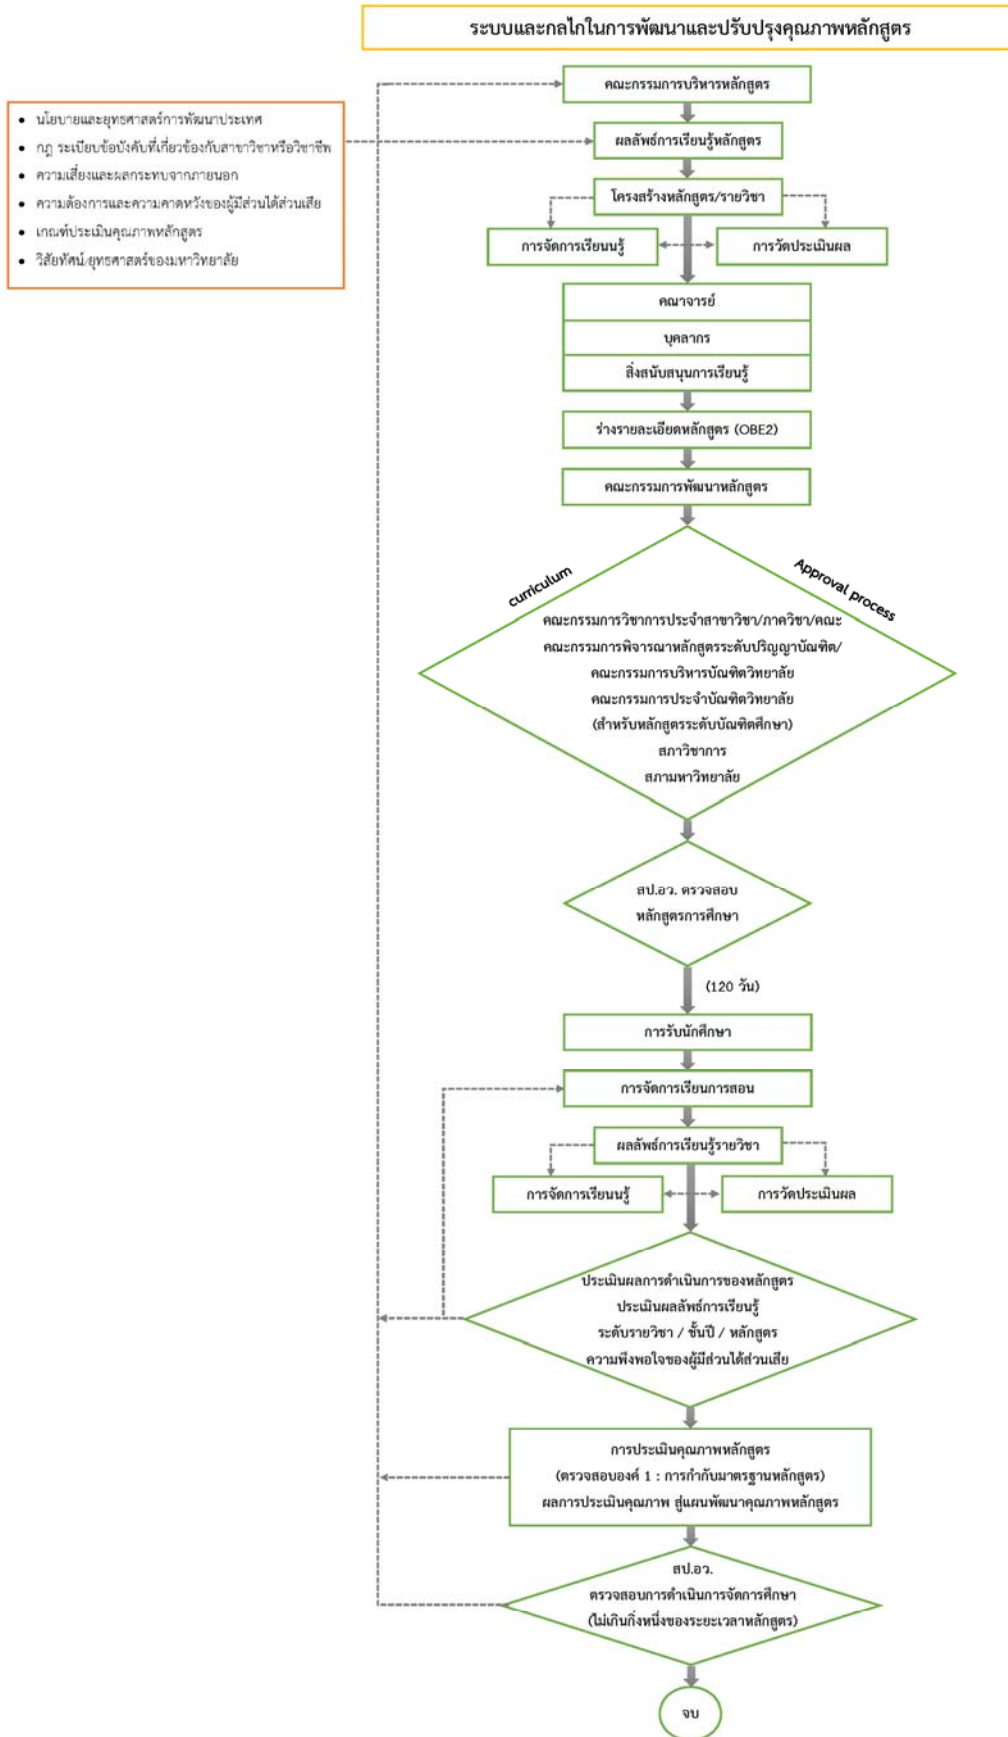 ระบบและกลไกในการพัฒนาและปรับปรุงคุณภาพหลักสูตร
คณะกรรมการบริหารหลักสูตร
• นโยบายและยุทธศาสตร์การพัฒนาประเทศ
• กฎ ระเบียบข้อบังคับที่เกี่ยวข้องกับสาขาวิชาหรือวิชาชีพ
• ความเสี่ยงและผลกระทบจากภายนอก
• ความต้องการและความคาดหวังของผู้มีส่วนได้ส่วนเสีย
• เกณฑ์ประเมินคุณภาพหลักสูตร
• วิสัยทัศน์/ยุทธศาสตร์ของมหาวิทยาลัย
ผลลัพธ์การเรียนรู้หลักสูตร
โครงสร้างหลักสูตร/รายวิชา
การจัดการเรียนนรู้
การวัดประเมินผล
คณาจารย์
บุคลากร
สิ่งสนับสนุนการเรียนรู้
ร่างรายละเอียดหลักสูตร (OBE2)
คณะกรรมการพัฒนาหลักสูตร
curriculum
Approval process
คณะกรรมการวิชาการประจำสาขาวิชา/ภาควิชา/คณะ
คณะกรรมการพิจารณาหลักสูตรระดับปริญญาบัณฑิต/
คณะกรรมการบริหารบัณฑิตวิทยาลัย
คณะกรรมการประจำบัณฑิตวิทยาลัย
(สำหรับหลักสูตรระดับบัณฑิตศึกษา)
สภาวิชาการ
สภามหาวิทยาลัย
สป.อว. ตรวจสอบ
หลักสูตรการศึกษา
(120 วัน)
การรับนักศึกษา
การจัดการเรียนการสอน
ผลลัพธ์การเรียนรู้รายวิชา
การจัดการเรียนนรู้
การวัดประเมินผล
ประเมินผลการดำเนินการของหลักสูตร
ประเมินผลลัพธ์การเรียนรู้
ระดับรายวิชา / ชั้นปี / หลักสูตร
ความพึงพอใจของผู้มีส่วนได้ส่วนเสีย
การประเมินคุณภาพหลักสูตร
(ตรวจสอบองค์ 1 : การกำกับมาตรฐานหลักสูตร)
ผลการประเมินคุณภาพ สู่แผนพัฒนาคุณภาพหลักสูตร
สป.อว.
ตรวจสอบการดำเนินการจัดการศึกษา
(ไม่เกินกึ่งหนึ่งของระยะเวลาหลักสูตร)
จบ